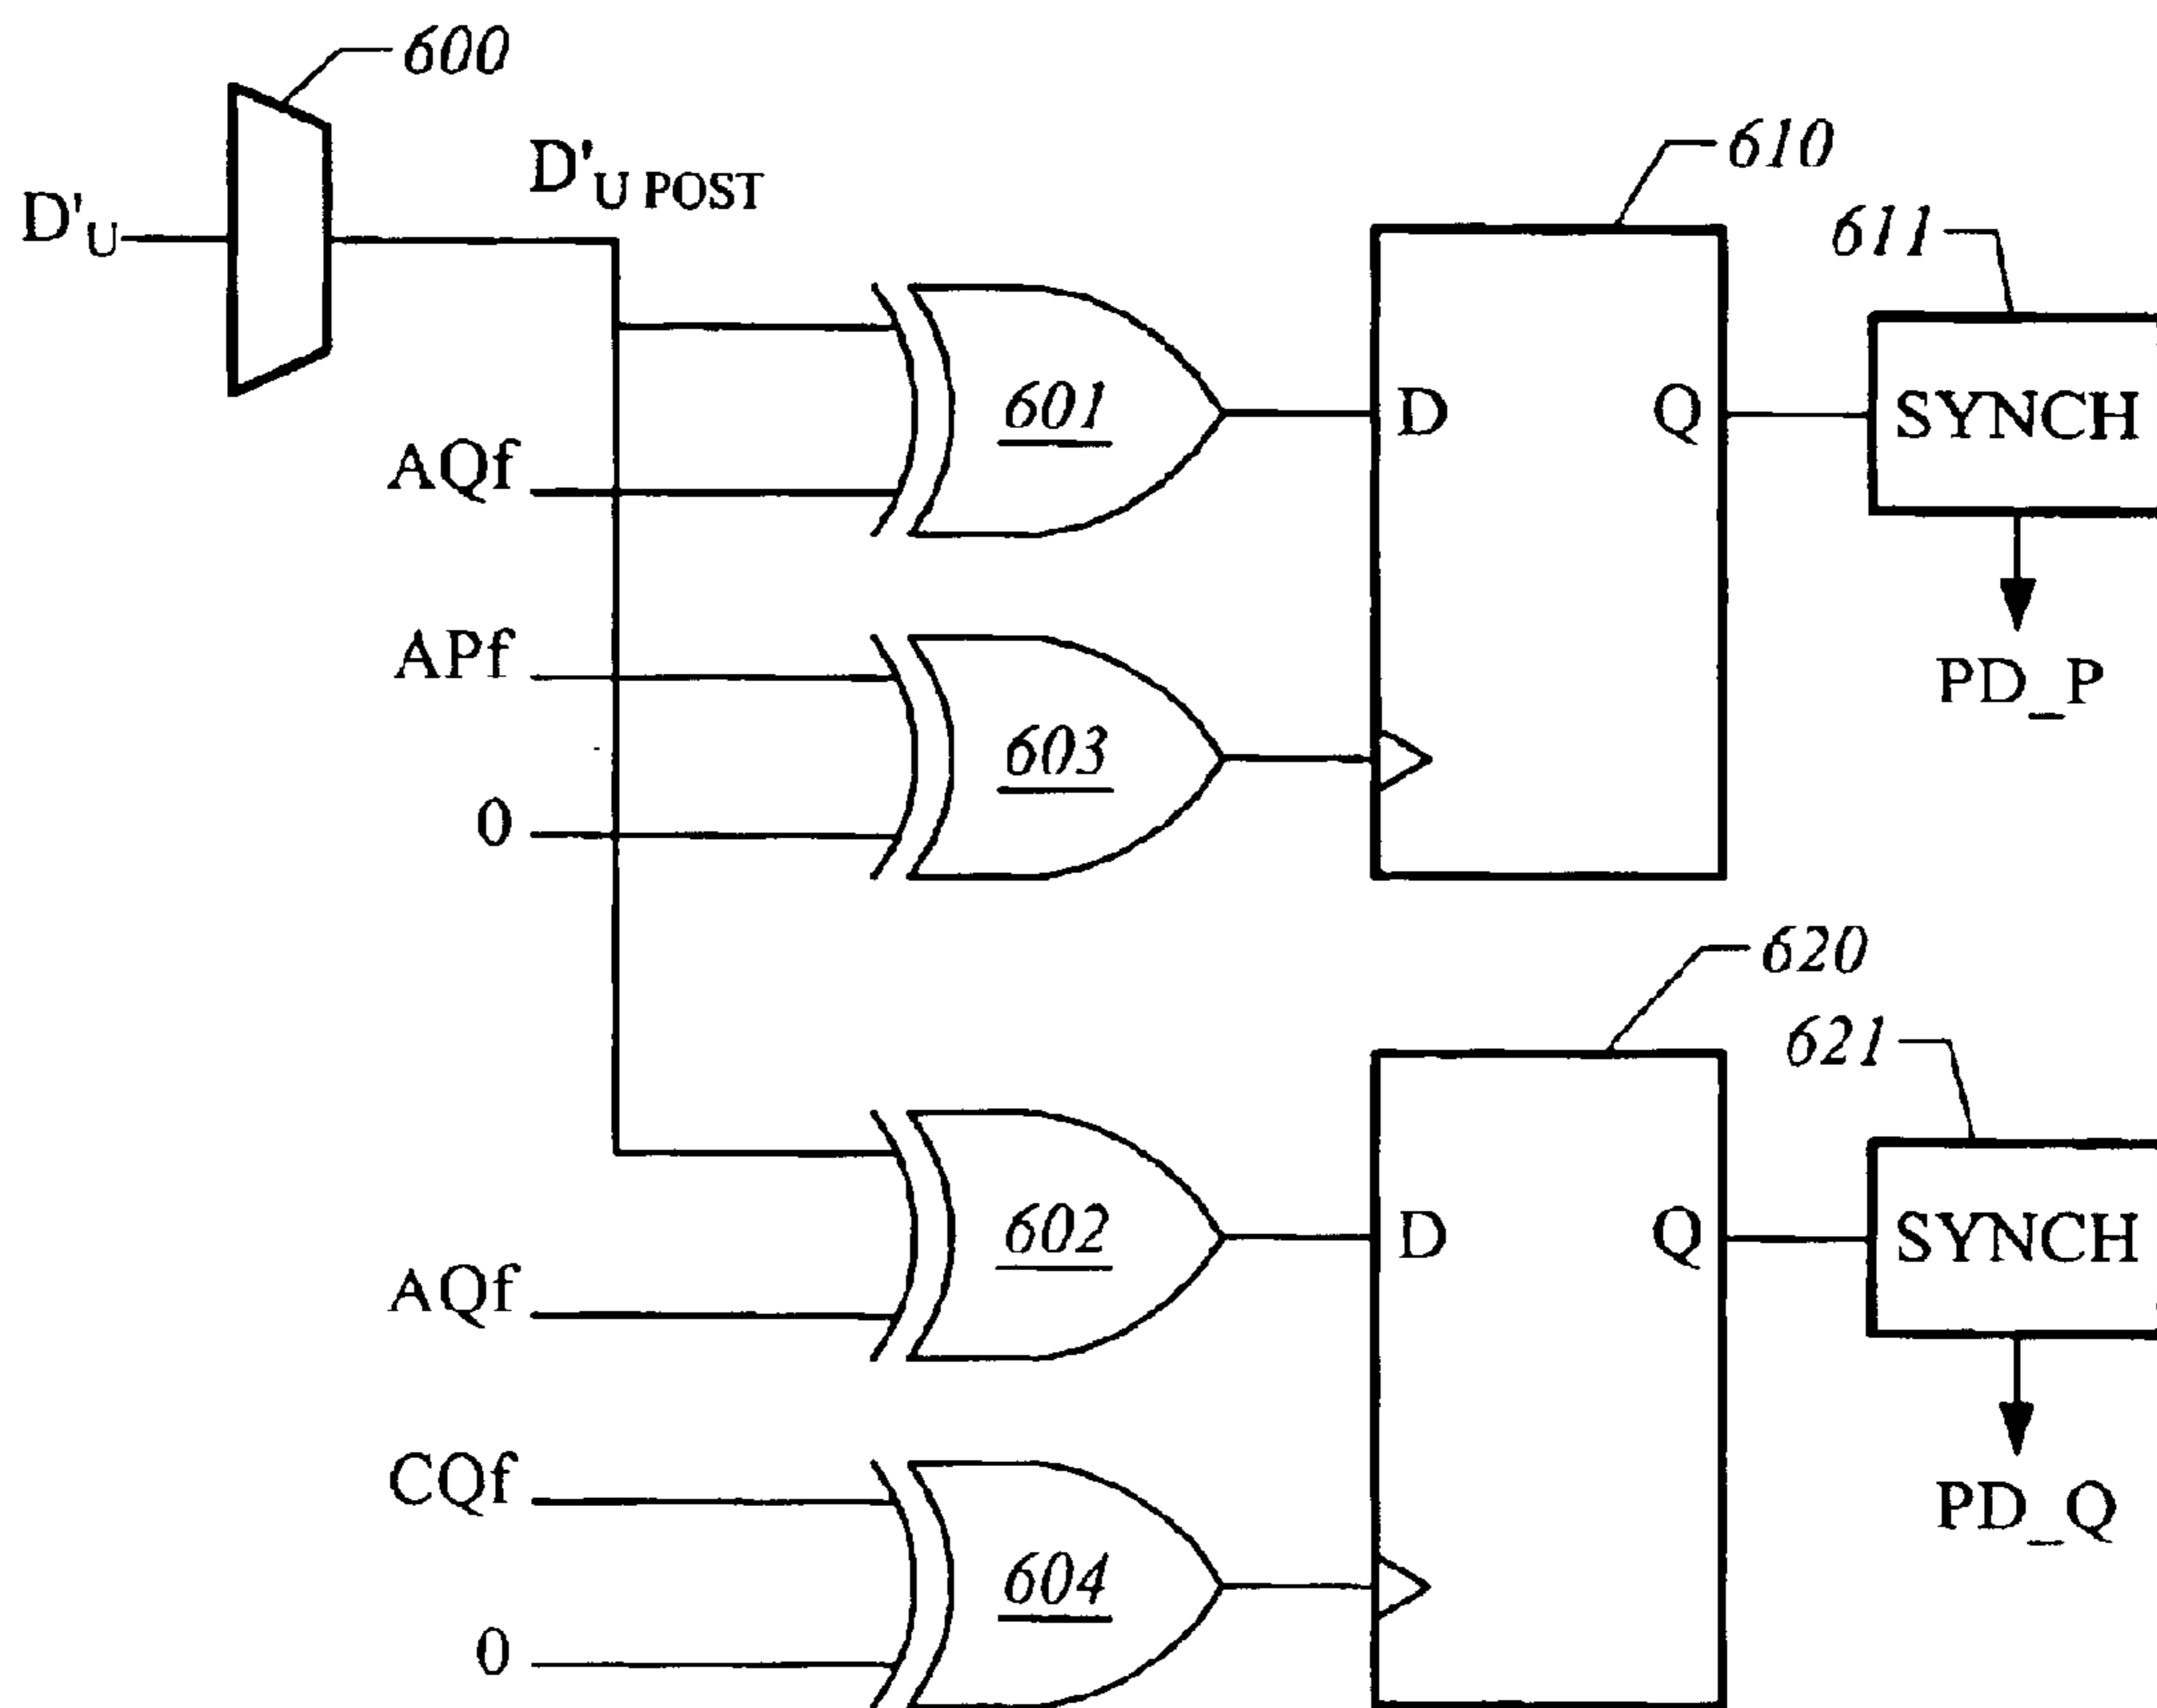 600
D'U
D'U POST
610
611
601
D
Q
SYNCH
AQf
APf
PD_P
603
0
620
621
602
D
Q
SYNCH
AQf
CQf
PD_Q
604
0